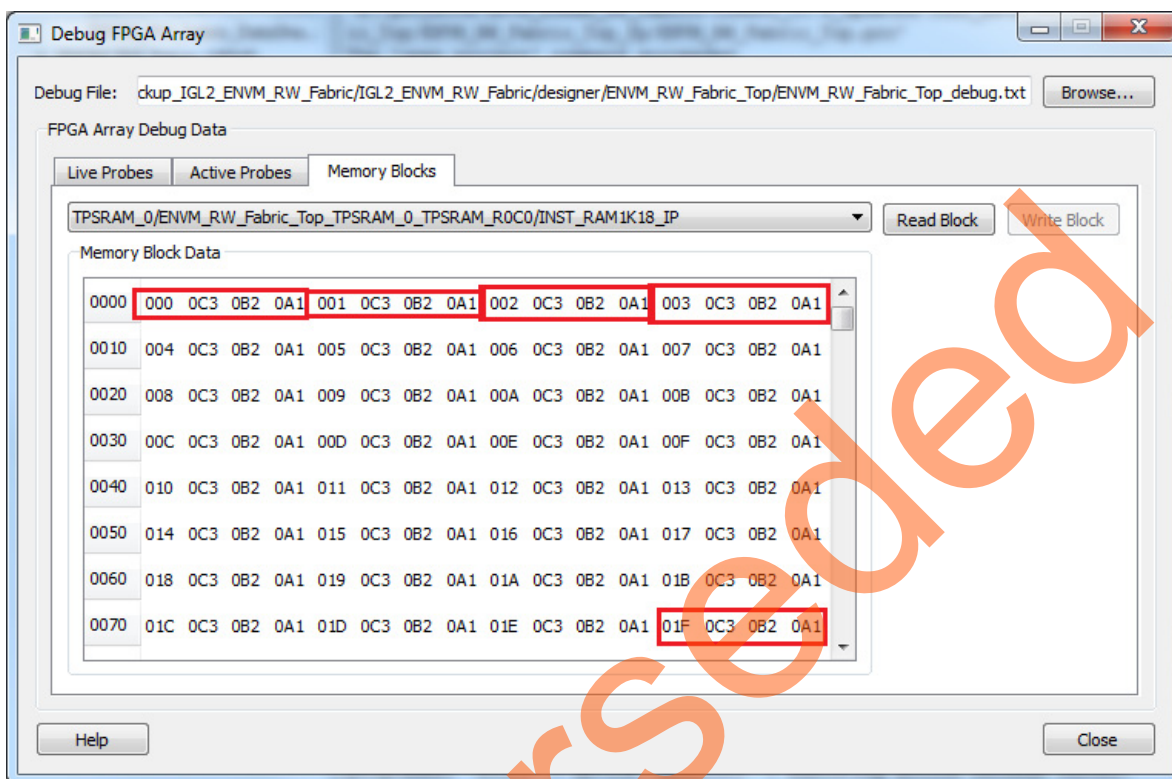 Debug FPGA Array
Debug File: ckup_IGL2_ENVM_RW_Fabric/IGL2_ENVM_RW_Fabric/designer/ENVM_RW_Fabric_Top/ENVM_RW_Fabric_Top_debug.txt Browse...
FPGA Array Debug Data
Live Probes Active Probes Memory Blocks
TPSRAM_0/ENVM_RW_Fabric_Top_TPSRAM_0_TPSRAM_R0C0/INST_RAM1K18_IP Read Block Write Block
Memory Block Data
0000 000 0C3 0B2 0A1 001 0C3 0B2 0A1 002 0C3 0B2 0A1 003 0C3 0B2 0A1
0010 004 0C3 0B2 0A1 005 0C3 0B2 0A1 006 0C3 0B2 0A1 007 0C3 0B2 0A1
0020 008 0C3 0B2 0A1 009 0C3 0B2 0A1 00A 0C3 0B2 0A1 00B 0C3 0B2 0A1
0030 00C 0C3 0B2 0A1 00D 0C3 0B2 0A1 00E 0C3 0B2 0A1 00F 0C3 0B2 0A1
0040 010 0C3 0B2 0A1 011 0C3 0B2 0A1 012 0C3 0B2 0A1 013 0C3 0B2 0A1
0050 014 0C3 0B2 0A1 015 0C3 0B2 0A1 016 0C3 0B2 0A1 017 0C3 0B2 0A1
0060 018 0C3 0B2 0A1 019 0C3 0B2 0A1 01A 0C3 0B2 0A1 01B 0C3 0B2 0A1
0070 01C 0C3 0B2 0A1 01D 0C3 0B2 0A1 01E 0C3 0B2 0A1 01F 0C3 0B2 0A1
Help Close
rseded